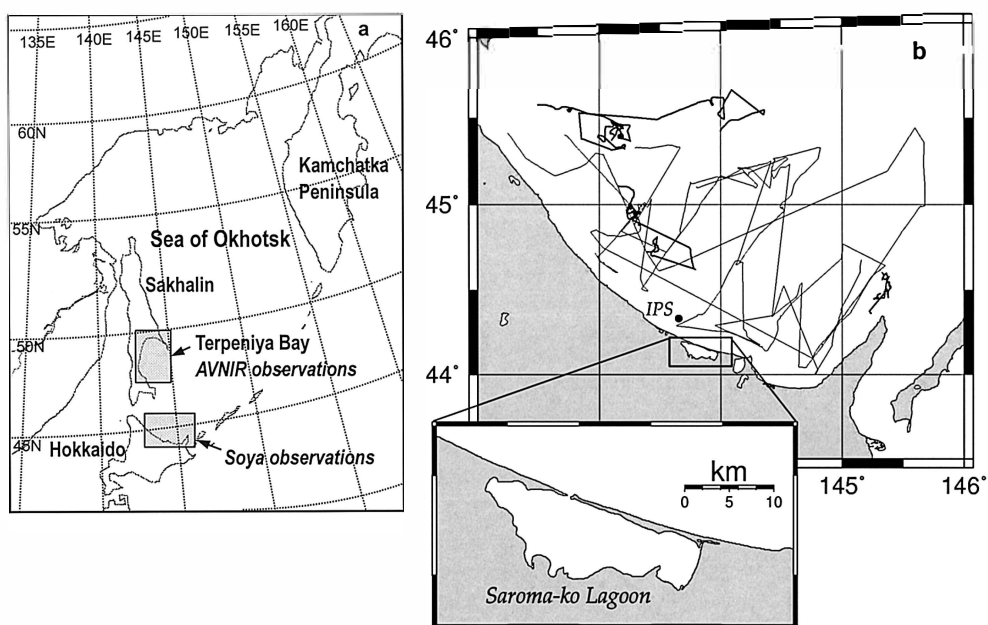 135E 140E 145E 150E 155E 160E
a
60N
Kamchatka
Peninsula
55N
Sea of Okhotsk
Sakhalin
50N
Terpeniya Bay
AVNIR observations
45N
Hokkaido
Soya observations
b
46°
45°
IPS
44°
145° 146°
km
0 5 10
Saroma-ko Lagoon